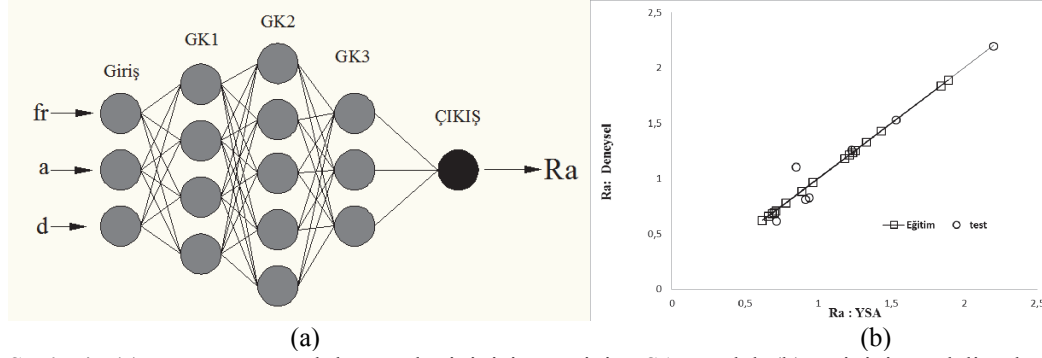 Giriş
GK1
GK2
GK3
ÇIKIŞ
fr
a
d
Ra
(a)
2,5
2
1,5
1
0,5
0
Ra: Deneysel
Eğitim
test
0
0,5
1
1,5
2
2,5
Ra : YSA
(b)